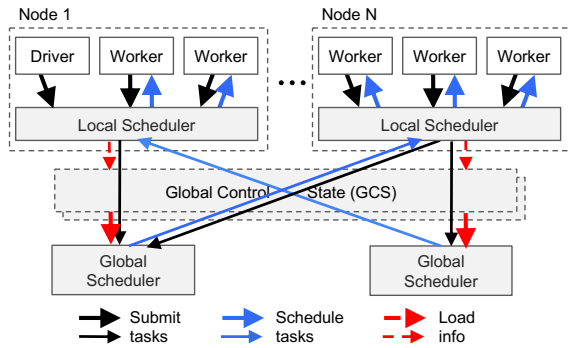 Node 1
Node N
Driver
Worker
Worker
...
Worker
Worker
Worker
Local Scheduler
Local Scheduler
Global Control State (GCS)
Global
Scheduler
Global
Scheduler
Submit
tasks
Schedule
tasks
Load
info